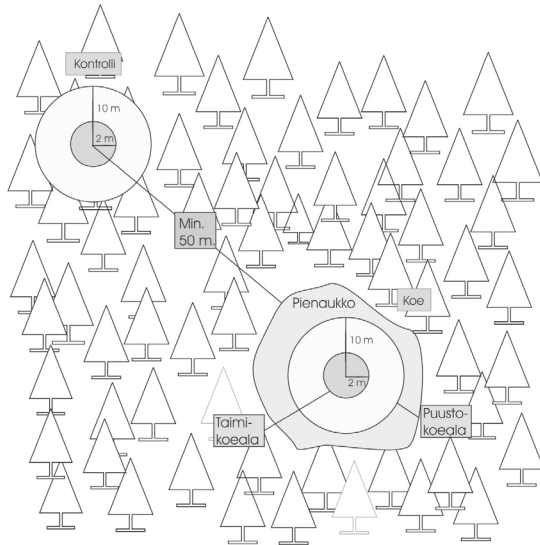 Kontrolli
10 m
2 m
Min.
50 m.
Pienaukko
Koe
10 m
2 m
Taimi-
koeala
Puusto-
koeala